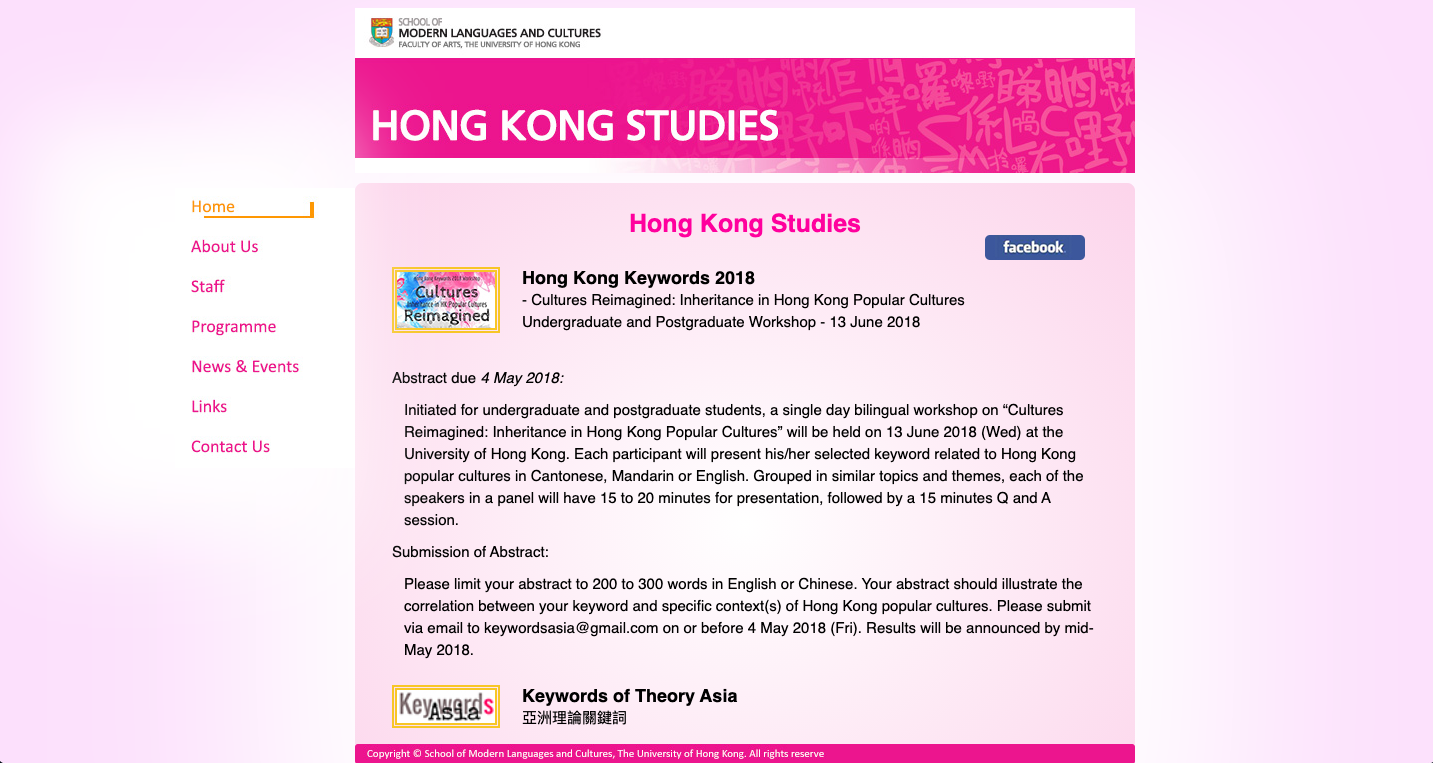 SCHOOL OF
MODERN LANGUAGES AND CULTURES
FACULTY OF ARTS, THE UNIVERSITY OF HONG KONG
HONG KONG STUDIES
Home
About Us
Staff
Programme
News & Events
Links
Contact Us
Hong Kong Studies
facebook
Hong Kong Keywords 2018 Workshop
Cultures
Inheritance in HK Popular Cultures
Reimagined
Hong Kong Keywords 2018
- Cultures Reimagined: Inheritance in Hong Kong Popular Cultures
Undergraduate and Postgraduate Workshop - 13 June 2018
Abstract due 4 May 2018:
Initiated for undergraduate and postgraduate students, a single day bilingual workshop on “Cultures
Reimagined: Inheritance in Hong Kong Popular Cultures” will be held on 13 June 2018 (Wed) at the
University of Hong Kong. Each participant will present his/her selected keyword related to Hong Kong
popular cultures in Cantonese, Mandarin or English. Grouped in similar topics and themes, each of the
speakers in a panel will have 15 to 20 minutes for presentation, followed by a 15 minutes Q and A
session.
Submission of Abstract:
Please limit your abstract to 200 to 300 words in English or Chinese. Your abstract should illustrate the
correlation between your keyword and specific context(s) of Hong Kong popular cultures. Please submit
via email to keywordsasia@gmail.com on or before 4 May 2018 (Fri). Results will be announced by mid-
May 2018.
Keywords
Asia
Keywords of Theory Asia
亞洲理論關鍵詞
Copyright © School of Modern Languages and Cultures, The University of Hong Kong. All rights reserve